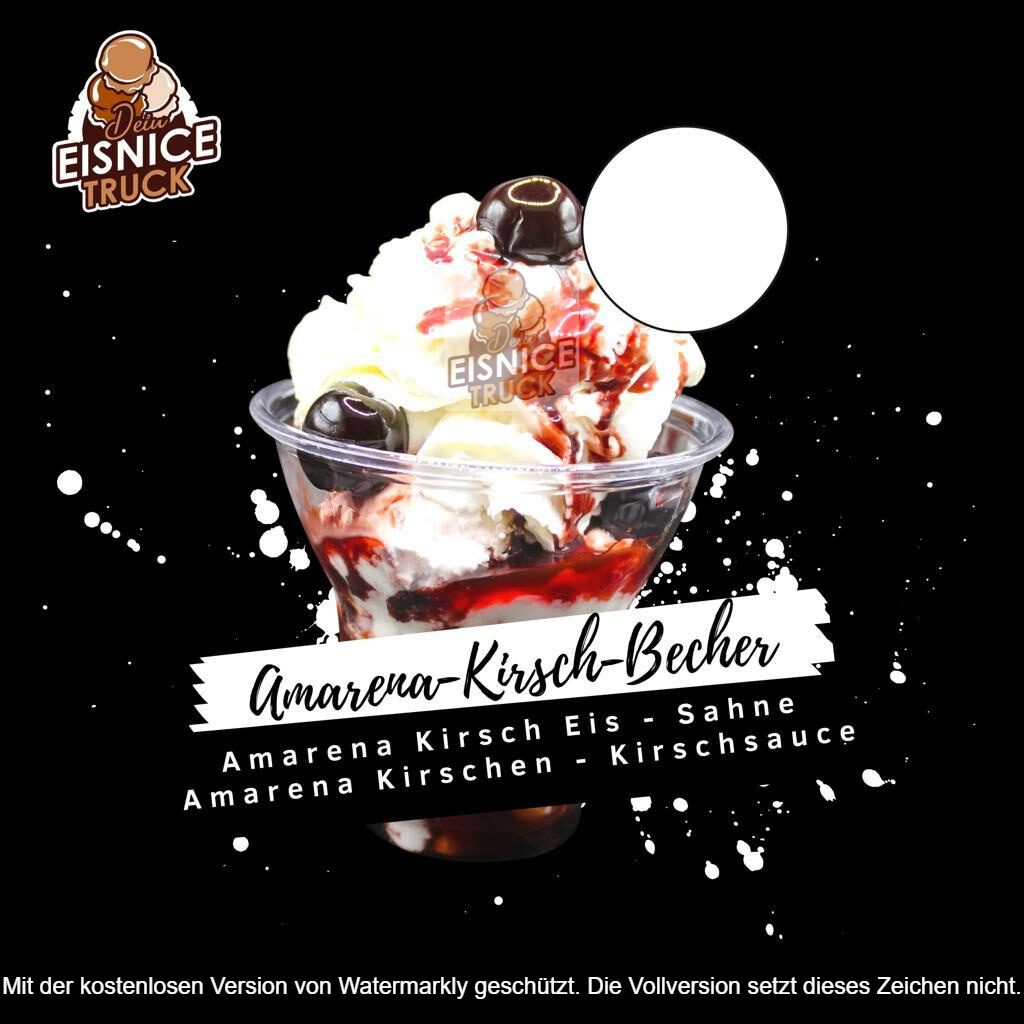 Dein
EISNICE
TRUCK
Dein
EISNICE
TRUCK
Amarena-Kirsch-Becher
Amarena Kirsch Eis - Sahne
Amarena Kirschen - Kirschsauce
Mit der kostenlosen Version von Watermarkly geschützt. Die Vollversion setzt dieses Zeichen nicht.